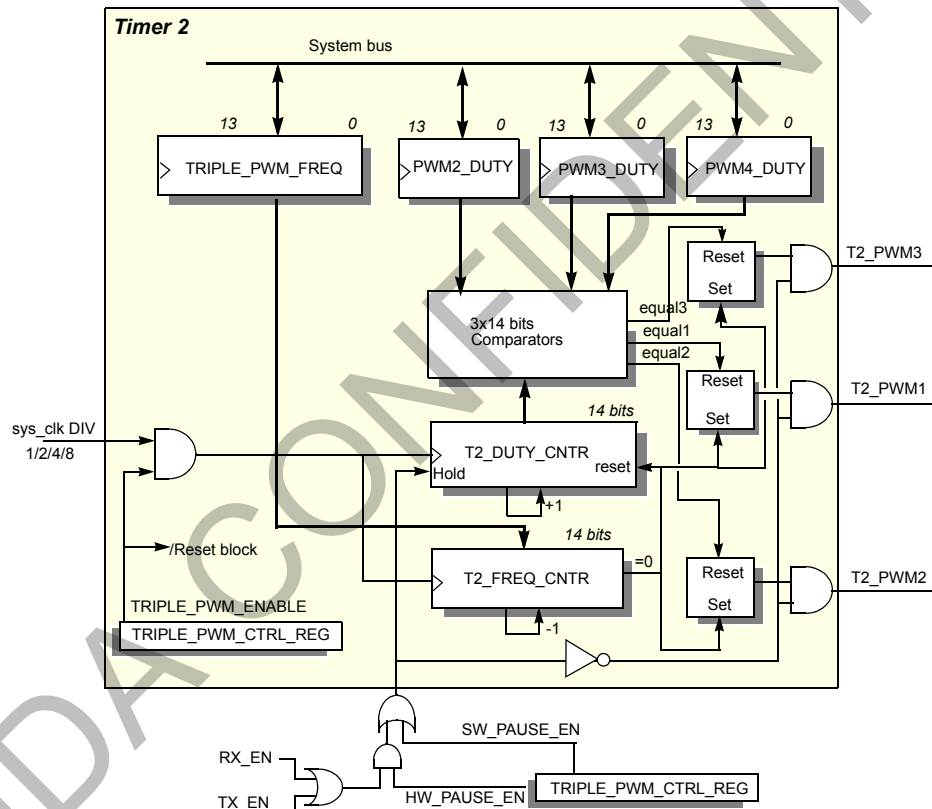 Timer 2
System bus
13 0
13 0
13 0
13 0
TRIPLE_PWM_FREQ
PWM2_DUTY
PWM3_DUTY
PWM4_DUTY
Reset
Set
T2_PWM3
3x14 bits
Comparators
equal3
equal1
equal2
Reset
Set
T2_PWM1
14 bits
sys_clk DIV
1/2/4/8
T2_DUTY_CNTR
Hold
reset
+1
/Reset block
14 bits
T2_FREQ_CNTR
=0
-1
Reset
Set
T2_PWM2
TRIPLE_PWM_ENABLE
TRIPLE_PWM_CTRL_REG
SW_PAUSE_EN
RX_EN
TX_EN
HW_PAUSE_EN
TRIPLE_PWM_CTRL_REG
DA CONFIDENT